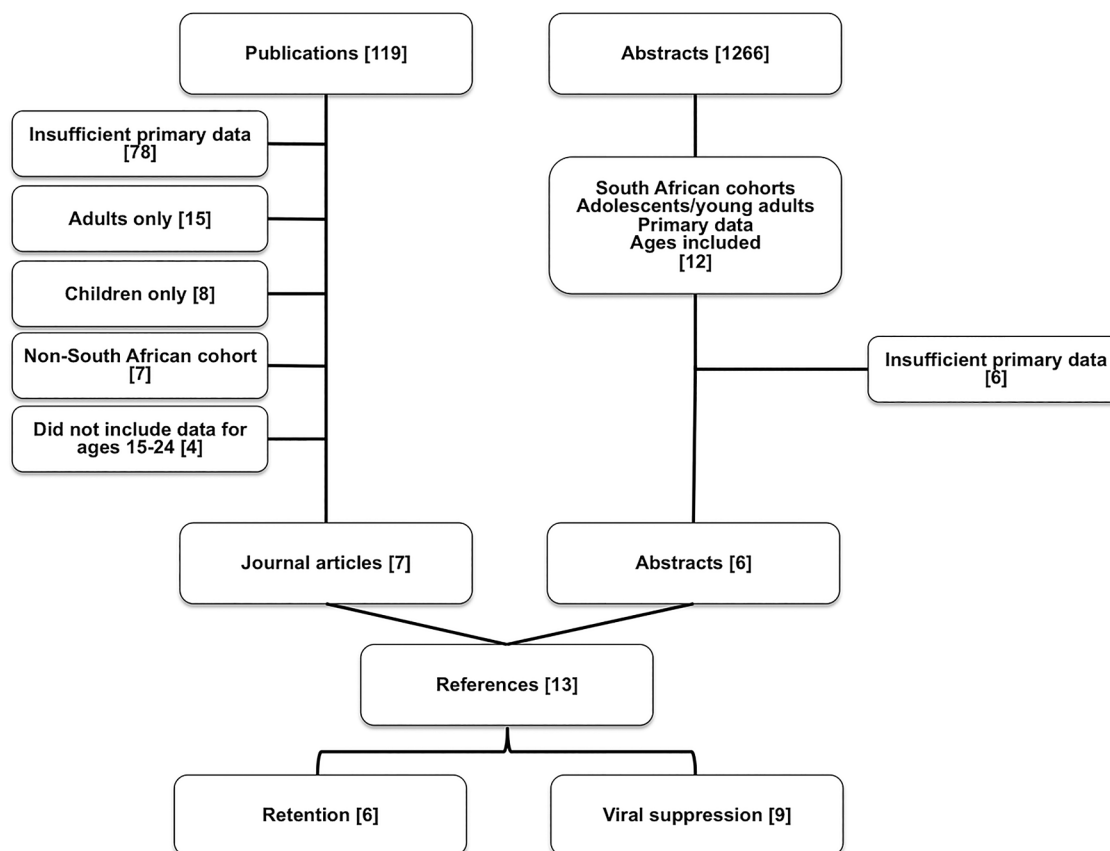 Publications [119]
Abstracts [1266]
Insufficient primary data
[78]
Adults only [15]
Children only [8]
Non-South African cohort
[7]
Did not include data for
ages 15-24 [4]
South African cohorts
Adolescents/young adults
Primary data
Ages included
[12]
Insufficient primary data
[6]
Journal articles [7]
Abstracts [6]
References [13]
Retention [6]
Viral suppression [9]